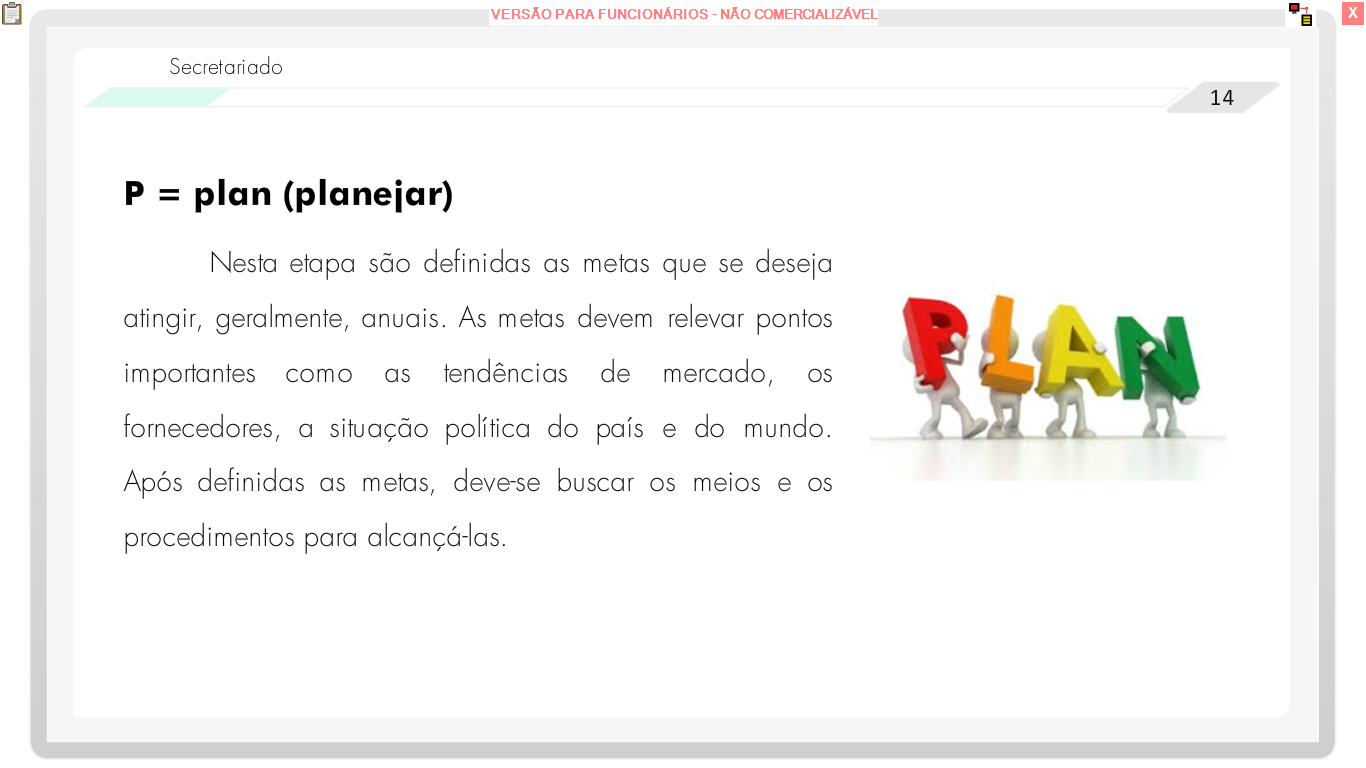 VERSÃO PARA FUNCIONÁRIOS - NÃO COMERCIALIZÁVEL
X
Secretariado
14
P = plan (planejar)
Nesta etapa são definidas as metas que se deseja
atingir, geralmente, anuais. As metas devem relevar pontos
importantes como as tendências de mercado, os
fornecedores, a situação política do país e do mundo.
Após definidas as metas, deve-se buscar os meios e os
procedimentos para alcançá-las.
PLAN